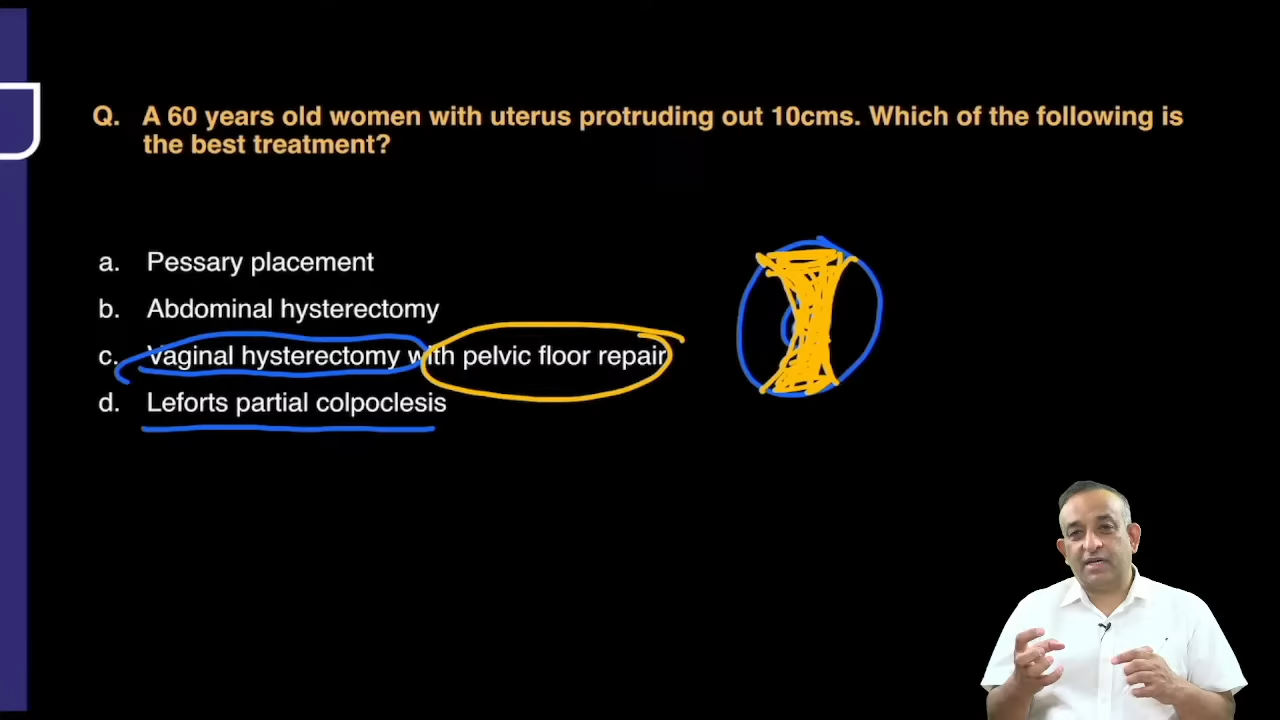 Q. A 60 years old women with uterus protruding out 10cms. Which of the following is
the best treatment?
a. Pessary placement
b. Abdominal hysterectomy
c. Vaginal hysterectomy with pelvic floor repair
d. Leforts partial colpoclesis